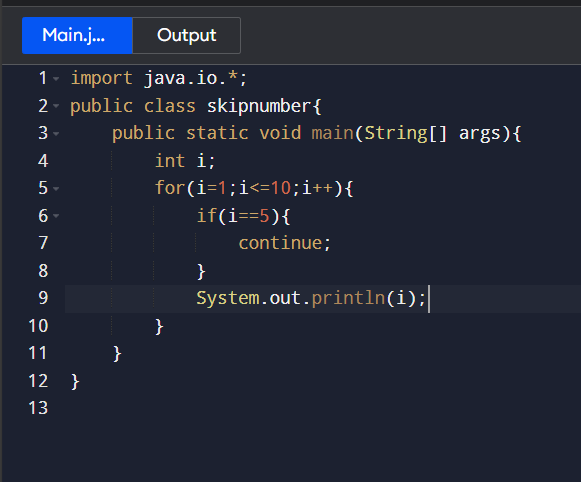 Main.j... Output
1 import java.io.*;
2 public class skipnumber{
3     public static void main(String[] args){
4         int i;
5         for(i=1;i<=10;i++){
6             if(i==5){
7                 continue;
8             }
9             System.out.println(i);
10         }
11     }
12 }
13